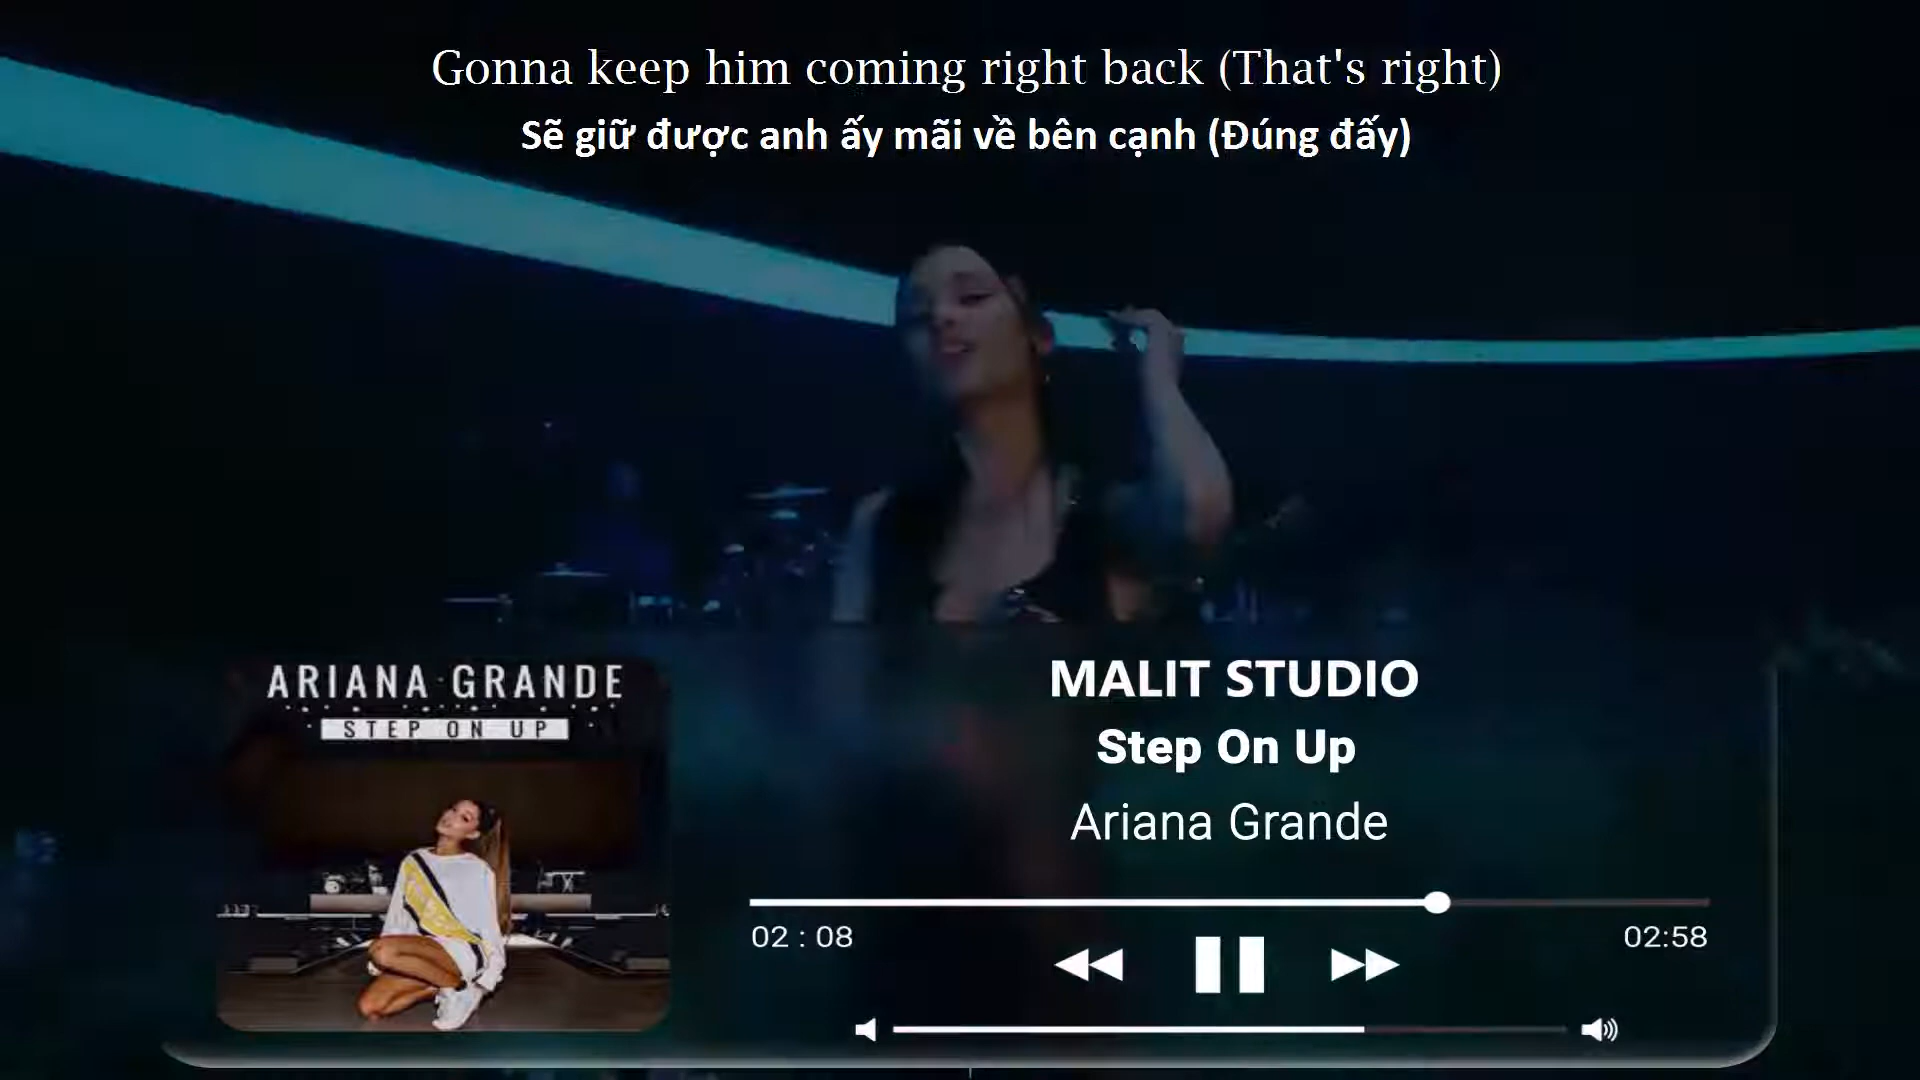 Gonna keep him coming right back (That's right)
Sẽ giữ được anh ấy mãi về bên cạnh (Đúng đấy)
ARIANA GRANDE
STEP ON UP
MALIT STUDIO
Step On Up
Ariana Grande
02 : 08
02:58